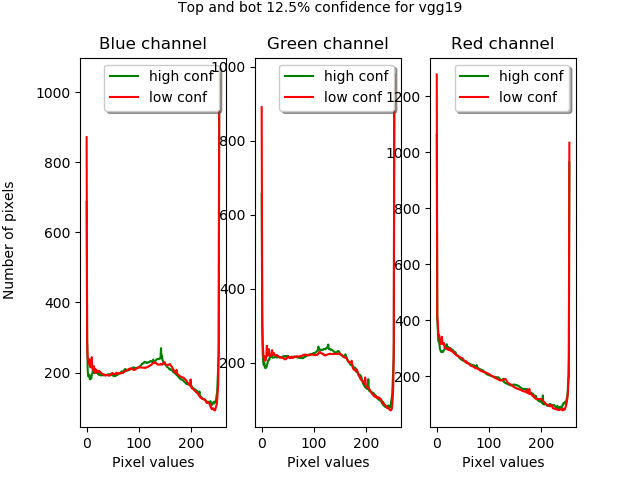 Top and bot 12.5% confidence for vgg19
Blue channel
Green channel
Red channel
high conf
low conf
high conf
low conf
high conf
low conf
Number of pixels
1000
800
600
400
200
1000
800
600
400
200
1200
1000
800
600
400
200
0 100 200
0 100 200
0 100 200
Pixel values
Pixel values
Pixel values